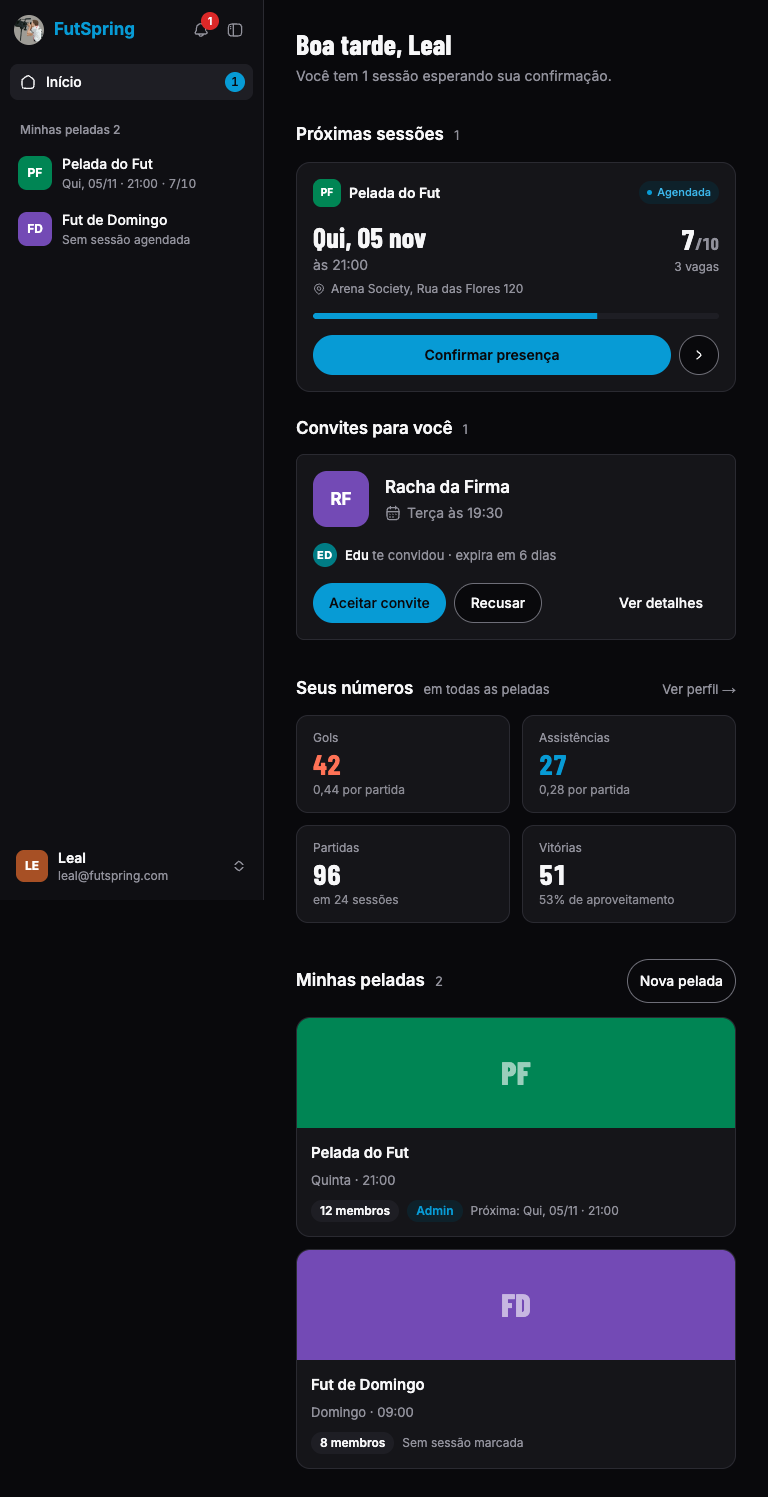 FutSpring
1
Início
1
Minhas peladas 2
PF
Pelada do Fut
Qui, 05/11 · 21:00 · 7/10
FD
Fut de Domingo
Sem sessão agendada
LE
Leal
leal@futspring.com
Boa tarde, Leal
Você tem 1 sessão esperando sua confirmação.
Próximas sessões 1
PF Pelada do Fut
Agendada
Qui, 05 nov
7/10
às 21:00
3 vagas
Arena Society, Rua das Flores 120
Confirmar presença
Convites para você 1
RF
Racha da Firma
Terça às 19:30
ED Edu te convidou · expira em 6 dias
Aceitar convite
Recusar
Ver detalhes
Seus números em todas as peladas
Ver perfil →
Gols
42
0,44 por partida
Assistências
27
0,28 por partida
Partidas
96
em 24 sessões
Vitórias
51
53% de aproveitamento
Minhas peladas 2
Nova pelada
PF
Pelada do Fut
Quinta · 21:00
12 membros Admin Próxima: Qui, 05/11 · 21:00
FD
Fut de Domingo
Domingo · 09:00
8 membros Sem sessão marcada